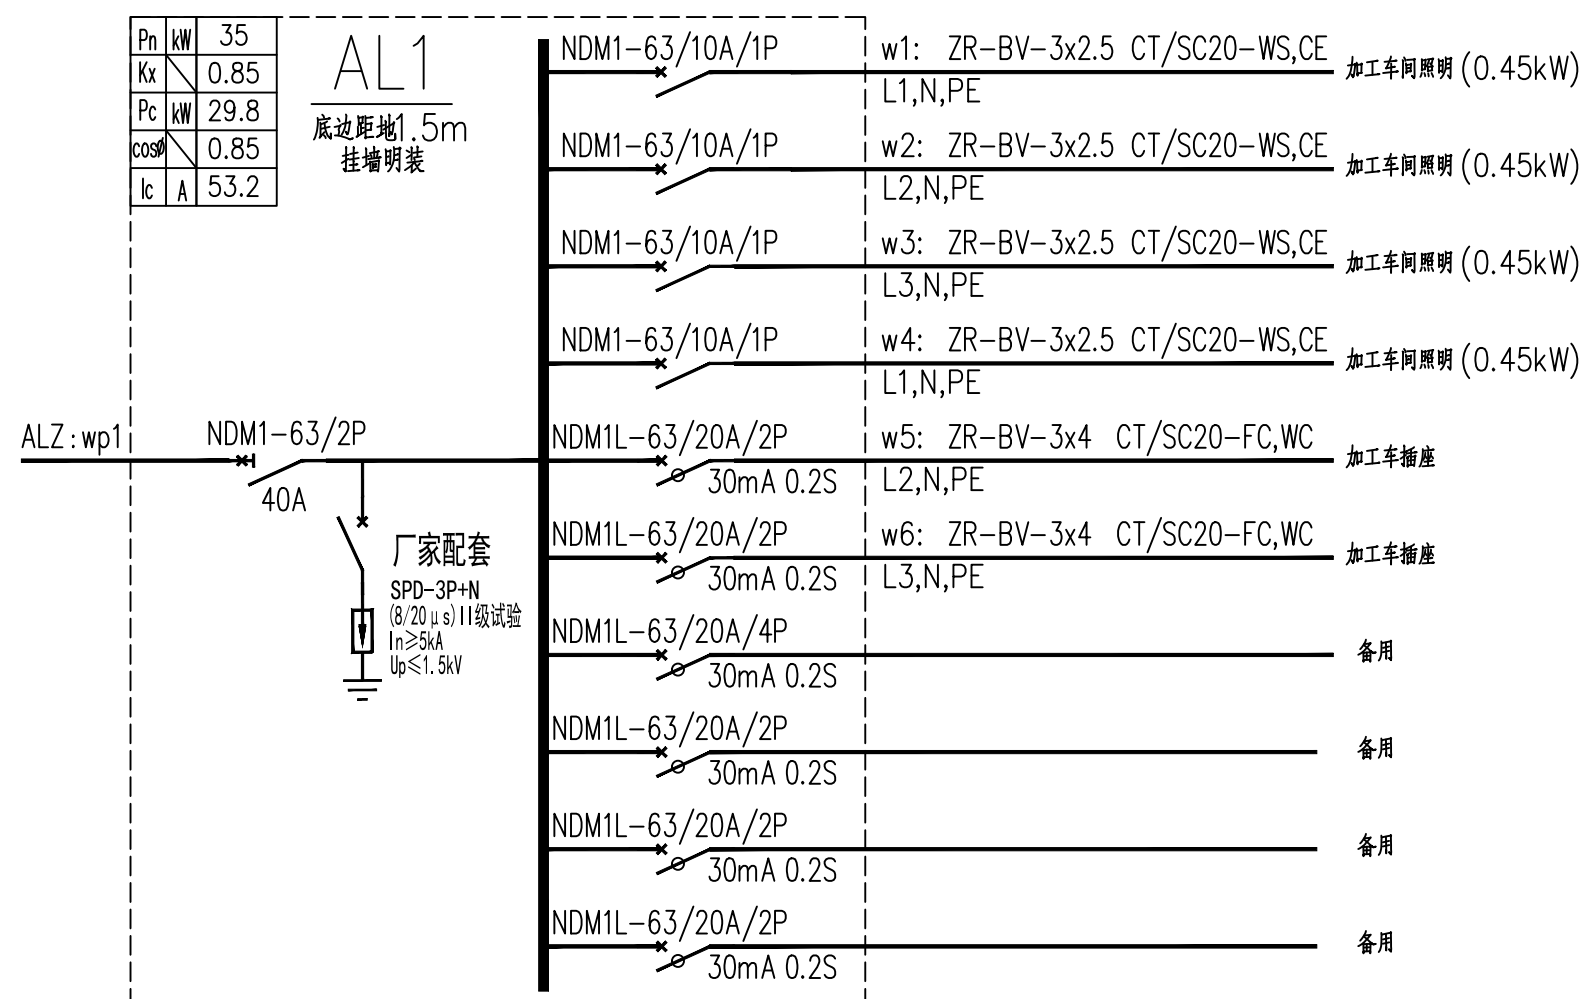 Pn kW 35
Kx 0.85
Pc kW 29.8
cosø 0.85
Ic A 53.2
AL1
底边距地1.5m
挂墙明装
ALZ:wp1
NDM1-63/2P
40A
厂家配套
SPD-3P+N
(8/20μs)II级试验
In≥5kA
Up≤1.5kV
NDM1-63/10A/1P w1: ZR-BV-3x2.5 CT/SC20-WS,CE 加工车间照明(0.45kW)
L1,N,PE
NDM1-63/10A/1P w2: ZR-BV-3x2.5 CT/SC20-WS,CE 加工车间照明(0.45kW)
L2,N,PE
NDM1-63/10A/1P w3: ZR-BV-3x2.5 CT/SC20-WS,CE 加工车间照明(0.45kW)
L3,N,PE
NDM1-63/10A/1P w4: ZR-BV-3x2.5 CT/SC20-WS,CE 加工车间照明(0.45kW)
L1,N,PE
NDM1L-63/20A/2P w5: ZR-BV-3x4 CT/SC20-FC,WC 加工车插座
30mA 0.2S L2,N,PE
NDM1L-63/20A/2P w6: ZR-BV-3x4 CT/SC20-FC,WC 加工车插座
30mA 0.2S L3,N,PE
NDM1L-63/20A/4P 备用
30mA 0.2S
NDM1L-63/20A/2P 备用
30mA 0.2S
NDM1L-63/20A/2P 备用
30mA 0.2S
NDM1L-63/20A/2P 备用
30mA 0.2S